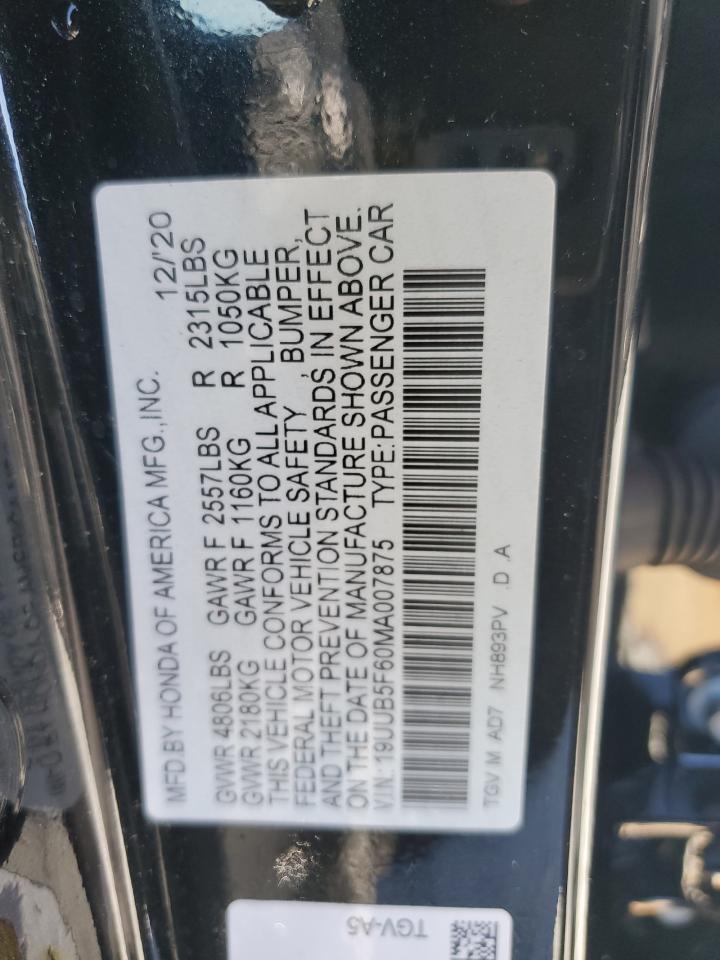 MFD.BY HONDA OF AMERICA MFG.,INC. 12/'20
GVWR 4806LBS GAWR F 2557LBS R 2315LBS
GVWR 2180KG GAWR F 1160KG R 1050KG
THIS VEHICLE CONFORMS TO ALL APPLICABLE
FEDERAL MOTOR VEHICLE SAFETY , BUMPER,
AND THEFT PREVENTION STANDARDS IN EFFECT
ON THE DATE OF MANUFACTURE SHOWN ABOVE.
V.I.N.: 19UUB5F60MA007875 TYPE:PASSENGER CAR
TGV M AD7 NH893PV .D .A
TGV-A5